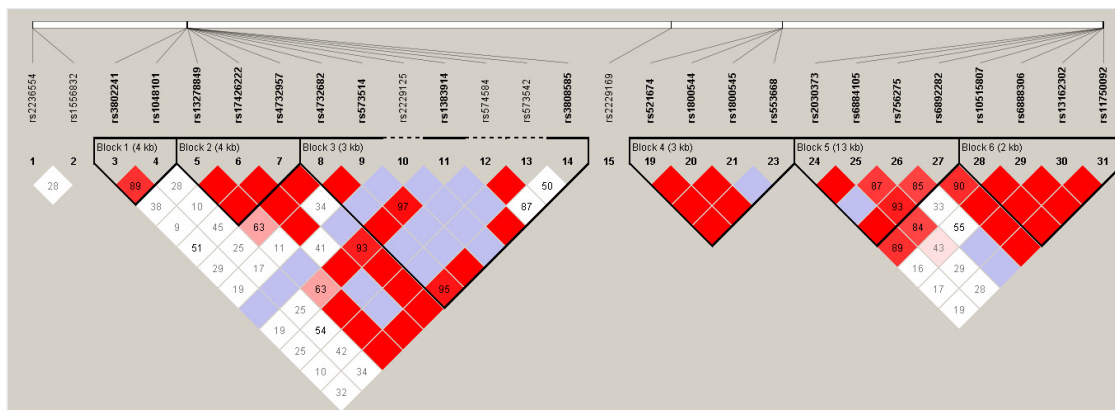 rs2236554
rs1556832
rs3802241
rs1048101
rs13278849
rs17426222
rs4732957
rs4732682
rs573514
rs2229125
rs1383914
rs574584
rs573542
rs3808585
rs2229169
rs521674
rs1800544
rs1800545
rs553668
rs2030373
rs6884105
rs756275
rs6892282
rs10515807
rs6888306
rs13162302
rs11750092
Block 1 (4 kb) Block 2 (4 kb) Block 3 (3 kb) Block 4 (3 kb) Block 5 (13 kb) Block 6 (2 kb)
1 2 3 4 5 6 7 8 9 10 11 12 13 14 15 19 20 21 23 24 25 26 27 28 29 30 31
28 89 28 50 87 85 90
38 10 34 97 87 93 33
9 45 63 84 55
51 25 11 41 93 89 43
29 17 16 29
19 63 95 17 28
25 19
19 54
25 42
10 34
32